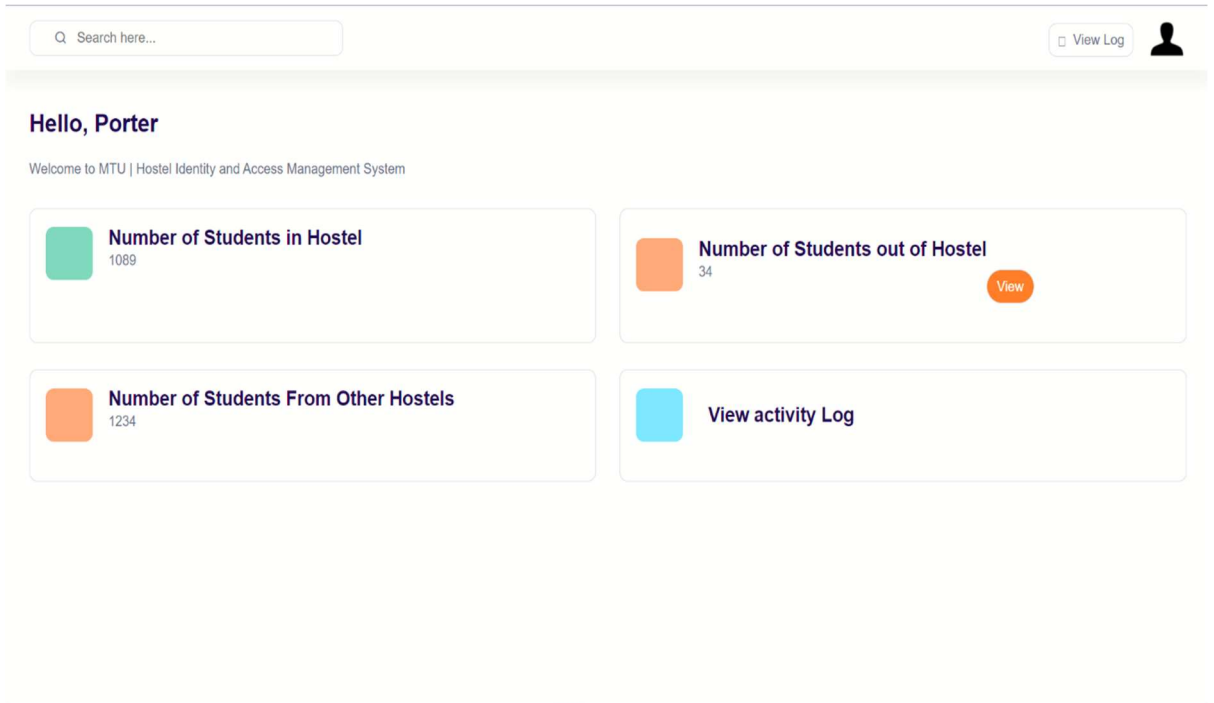 Search here...
View Log
Hello, Porter
Welcome to MTU | Hostel Identity and Access Management System
Number of Students in Hostel
1089
Number of Students out of Hostel
34
View
Number of Students From Other Hostels
1234
View activity Log